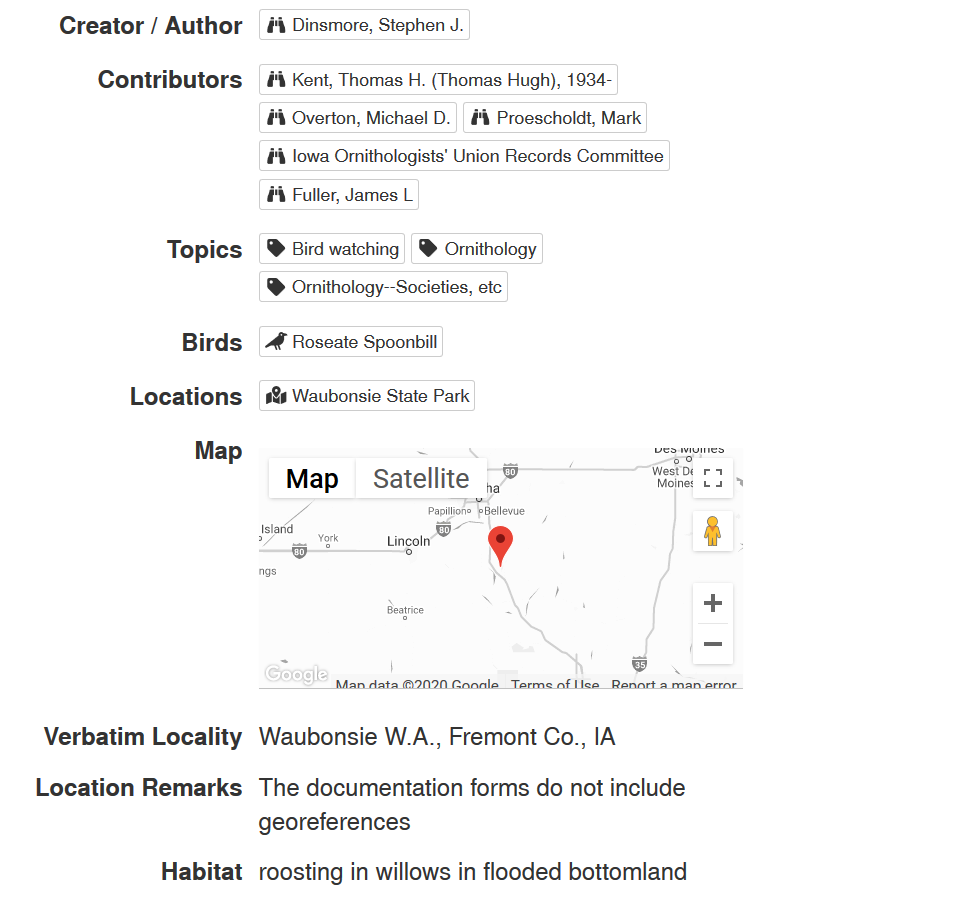 Creator / Author Dinsmore, Stephen J.
Contributors Kent, Thomas H. (Thomas Hugh), 1934-
Overton, Michael D. Proescholdt, Mark
Iowa Ornithologists' Union Records Committee
Fuller, James L
Topics Bird watching Ornithology
Ornithology--Societies, etc
Birds Roseate Spoonbill
Locations Waubonsie State Park
Map
Des Moines
Map Satellite 80 West De
Moines
ha
Papillion Bellevue
Island York 80
Lincoln
80
ngs
Beatrice
35
Google Map data ©2020 Google Terms of Use Report a map error
Verbatim Locality Waubonsie W.A., Fremont Co., IA
Location Remarks The documentation forms do not include
georeferences
Habitat roosting in willows in flooded bottomland